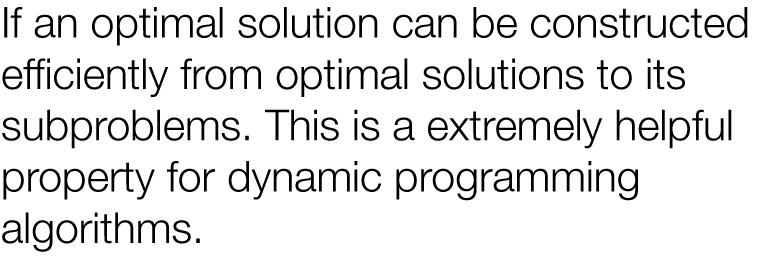 If an optimal solution can be constructed
efficiently from optimal solutions to its
subproblems. This is a extremely helpful
property for dynamic programming
algorithms.